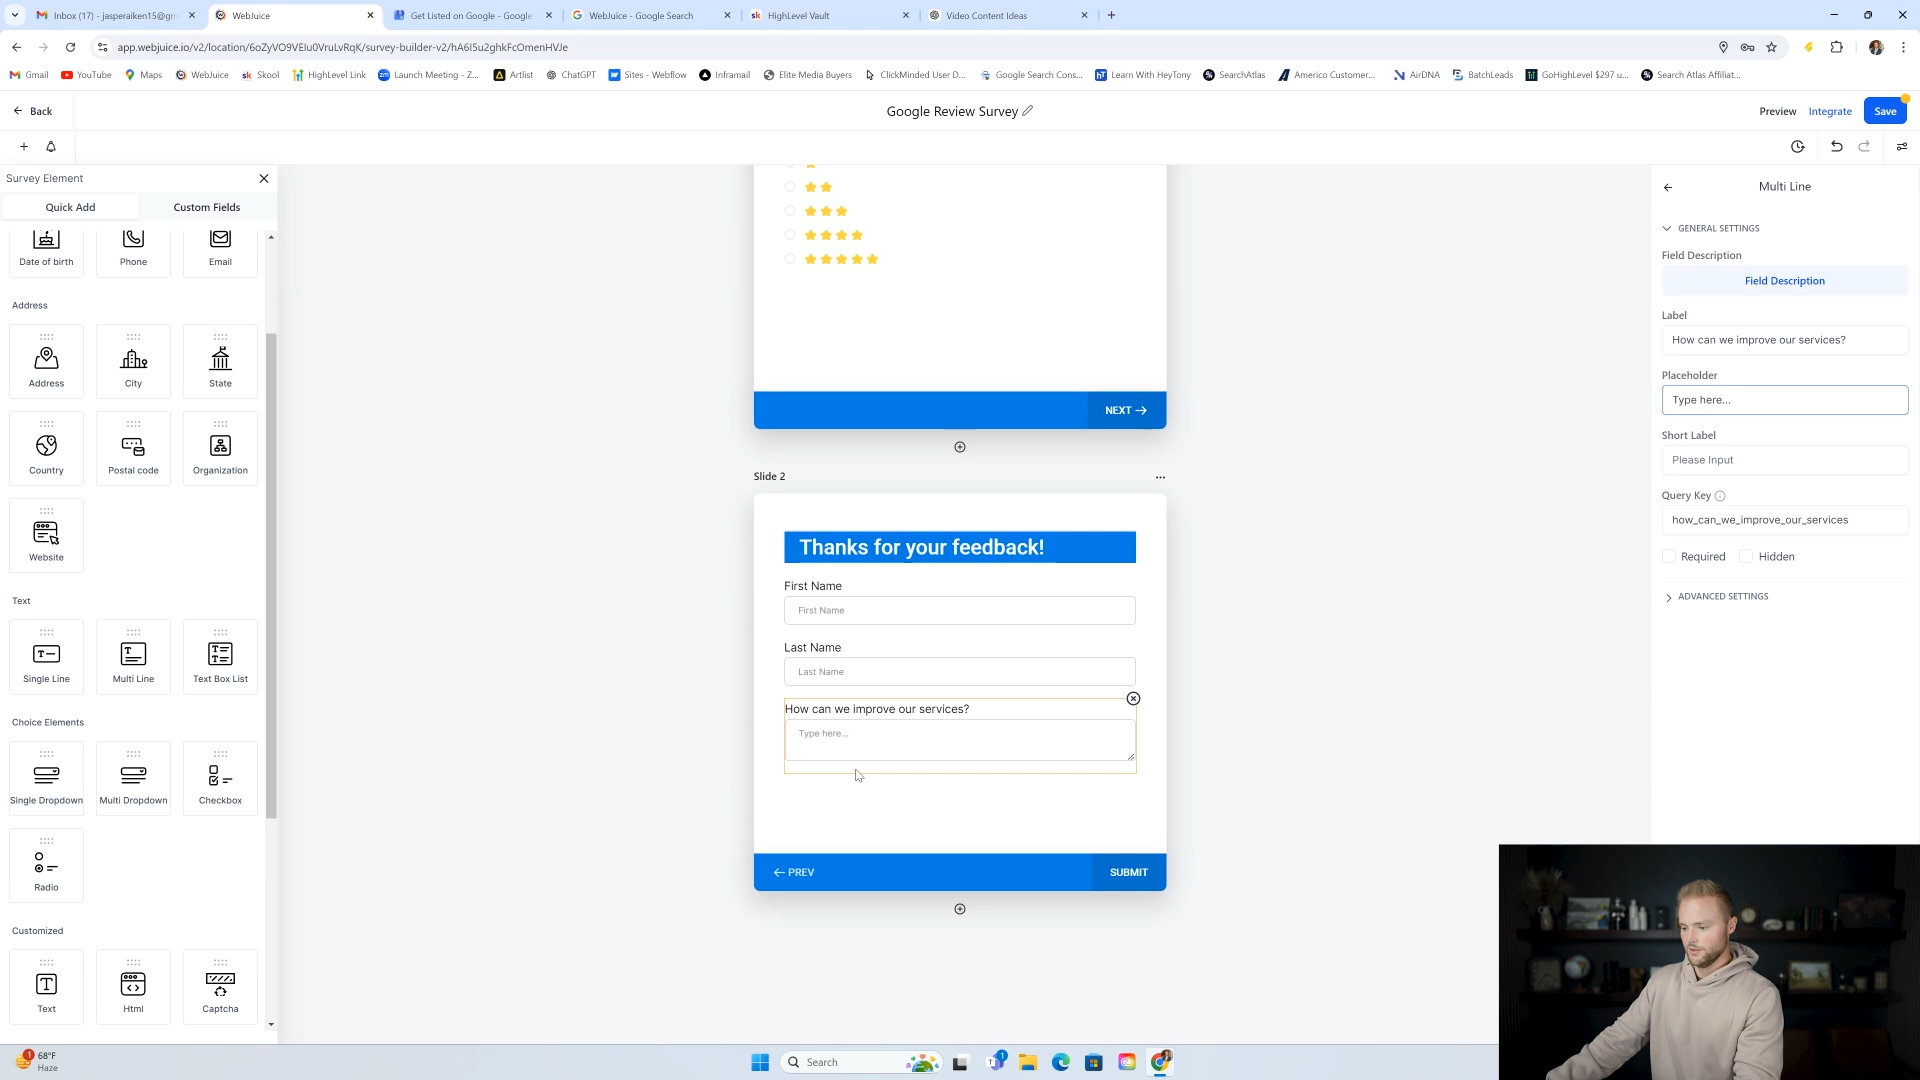 Inbox (17) - jasperaiken15@gm
WebJuice
Get Listed on Google - Google
WebJuice - Google Search
HighLevel Vault
Video Content Ideas
app.webjuice.io/v2/location/6oZyVO9VElu0VruLvRqK/survey-builder-v2/hA6I5u2ghkFcOmenHVJe
Gmail
YouTube
Maps
WebJuice
Skool
HighLevel Link
Launch Meeting - Z...
Artlist
ChatGPT
Sites - Webflow
Inframail
Elite Media Buyers
ClickMinded User D...
Google Search Cons...
Learn With HeyTony
SearchAtlas
Americo Customer...
AirDNA
BatchLeads
GoHighLevel $297 u...
Search Atlas Affiliat...
Back
Google Review Survey
Preview
Integrate
Save
Survey Element
Quick Add
Custom Fields
Date of birth
Phone
Email
Address
Address
City
State
Country
Postal code
Organization
Website
Text
Single Line
Multi Line
Text Box List
Choice Elements
Single Dropdown
Multi Dropdown
Checkbox
Radio
Customized
Text
Html
Captcha
NEXT
Slide 2
Thanks for your feedback!
First Name
First Name
Last Name
Last Name
How can we improve our services?
Type here...
PREV
SUBMIT
Multi Line
GENERAL SETTINGS
Field Description
Field Description
Label
How can we improve our services?
Placeholder
Type here...
Short Label
Please Input
Query Key
how_can_we_improve_our_services
Required
Hidden
ADVANCED SETTINGS
1
68°F
Haze
Search
1